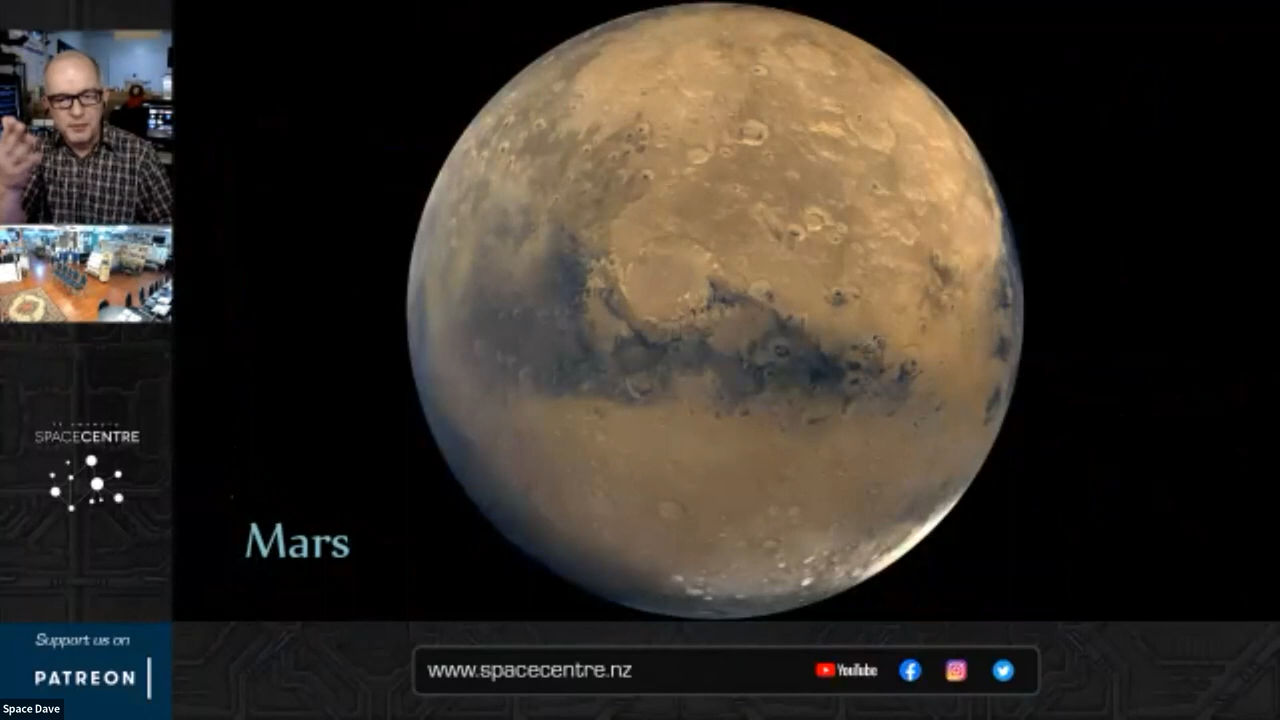 SPACECENTRE
Mars
Support us on
PATREON
www.spacecentre.nz
YouTube
Space Dave